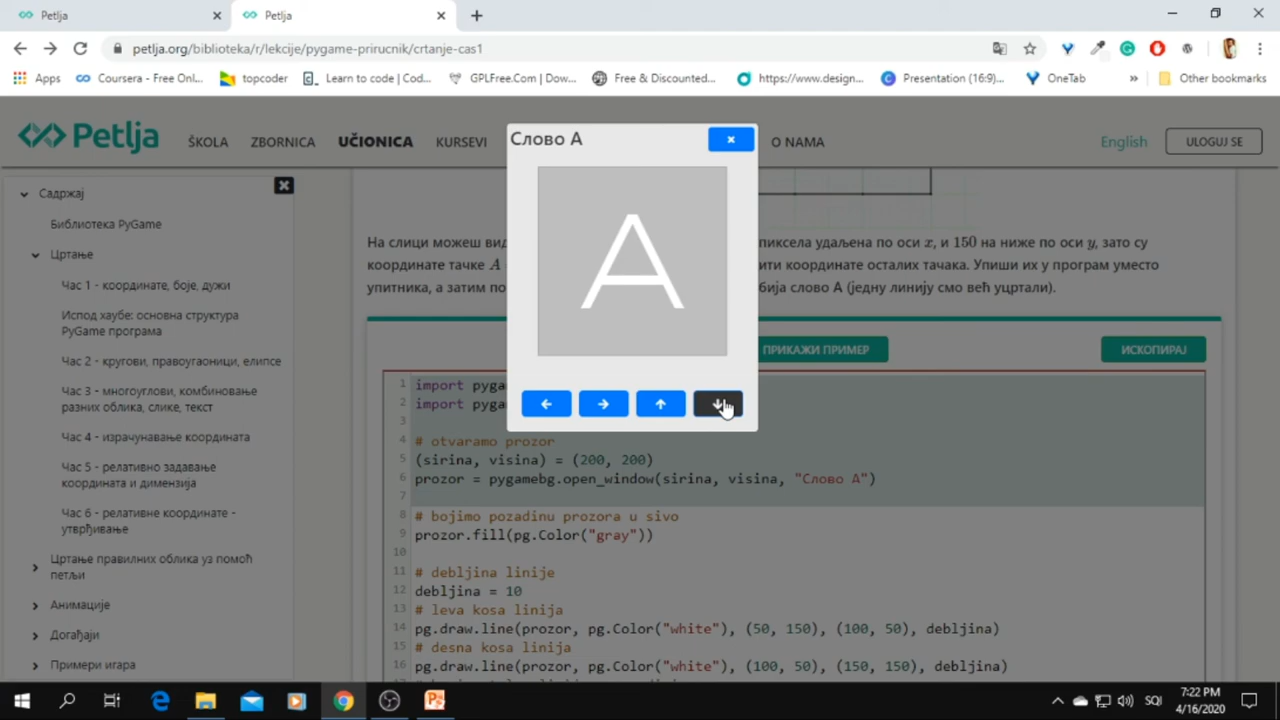 Petlja
Petlja
petlja.org/biblioteka/r/lekcije/pygame-prirucnik/crtanje-cas1
Apps
Coursera - Free Onl...
topcoder
Learn to code | Cod...
GPLFree.Com | Dow...
Free & Discounted...
https://www.design...
Presentation (16:9)...
OneTab
»
Other bookmarks
Petlja
ŠKOLA
ZBORNICA
UČIONICA
KURSEVI
O NAMA
English
ULOGUJ SE
Садржај
Библиотека PyGame
Цртање
Час 1 - координате, боје, дужи
Испод хаубе: основна структура
PyGame програма
Час 2 - кругови, правоугаоници, елипсе
Час 3 - многоуглови, комбиновање
разних облика, слике, текст
Час 4 - израчунавање координата
Час 5 - релативно задавање
координата и димензија
Час 6 - релативне координате -
утврђивање
Цртање правилних облика уз помоћ
петљи
Анимације
Догађаји
Примери игара
Слово А
A
На слици можеш вид пиксела удаљена по оси x, и 150 на ниже по оси y, зато су
координате тачке A ити координате осталих тачака. Упиши их у програм уместо
упитника, а затим по бија слово А (једну линију смо већ уцртали).
ПРИКАЖИ ПРИМЕР
ИСКОПИРАЈ
1 import pyga
2 import pyga
3
4 # otvaramo prozor
5 (sirina, visina) = (200, 200)
6 prozor = pygamebg.open_window(sirina, visina, "Слово А")
7
8 # bojimo pozadinu prozora u sivo
9 prozor.fill(pg.Color("gray"))
10
11 # debljina linije
12 debljina = 10
13 # leva kosa linija
14 pg.draw.line(prozor, pg.Color("white"), (50, 150), (100, 50), debljina)
15 # desna kosa linija
16 pg.draw.line(prozor, pg.Color("white"), (100, 50), (150, 150), debljina)
SQI
7:22 PM
4/16/2020